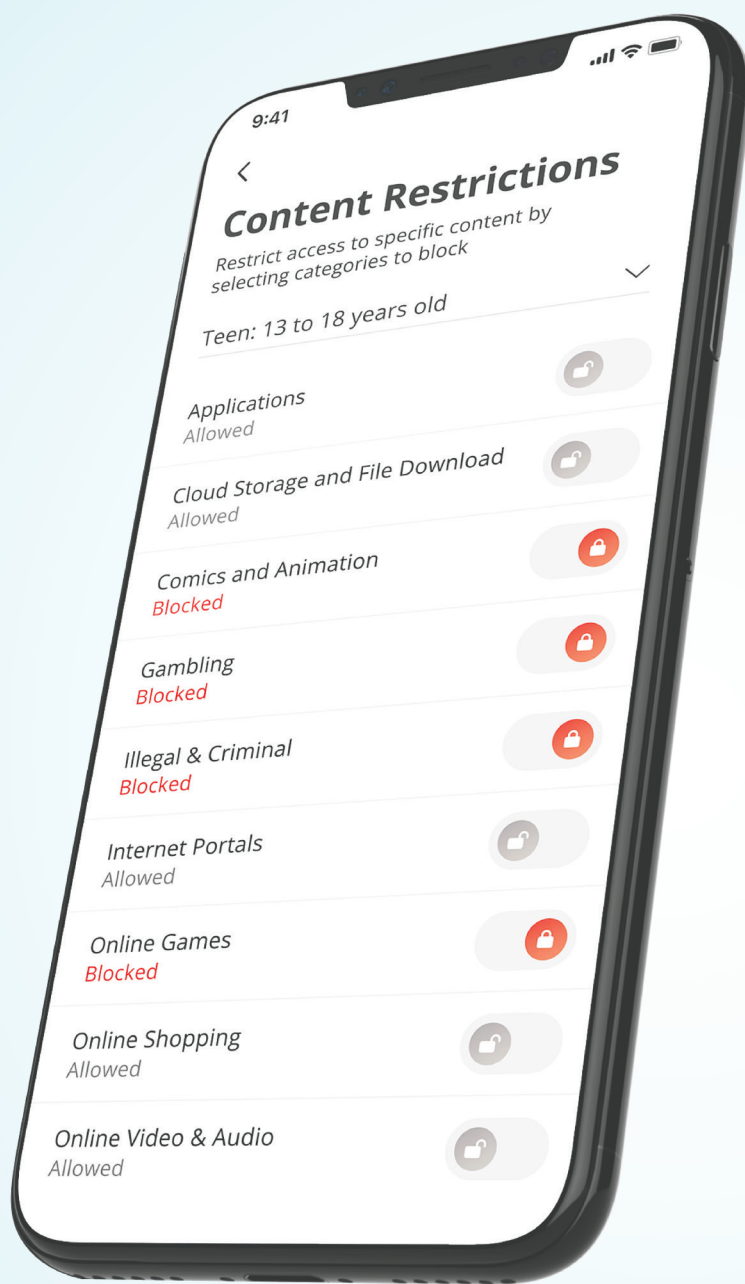 9:41
Content Restrictions
Restrict access to specific content by
selecting categories to block
Teen: 13 to 18 years old
Applications
Allowed
Cloud Storage and File Download
Allowed
Comics and Animation
Blocked
Gambling
Blocked
Illegal & Criminal
Blocked
Internet Portals
Allowed
Online Games
Blocked
Online Shopping
Allowed
Online Video & Audio
Allowed